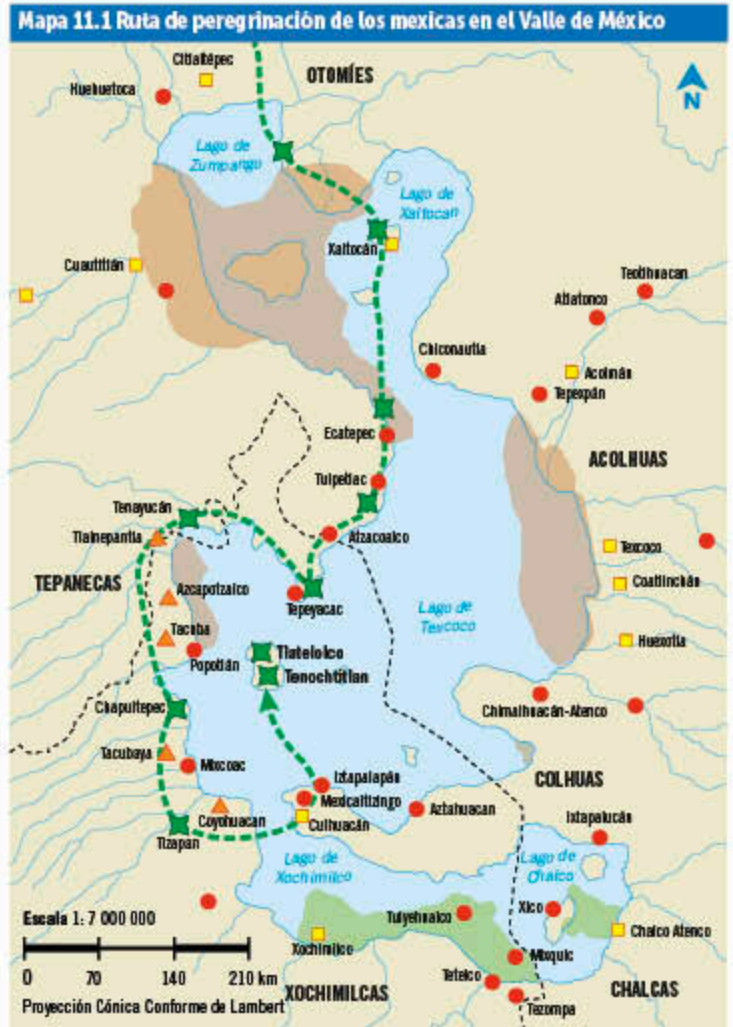 Mapa 11.1 Ruta de peregrinación de los mexicas en el Valle de México
Citlaltépec
OTOMÍES
Huehuetoca
N
Lago de
Zumpango
Lago de
Xaltocan
Xaltocán
Cuautitlán
Teotihuacan
Atlatonco
Chiconautla
Acolmán
Tepexpán
Ecatepec
ACOLHUAS
Tulpetlac
Tenayucán
Atzacoalco
Tlalnepantla
Texcoco
TEPANECAS
Azcapotzalco
Coatlinchán
Tepeyacac
Lago de
Texcoco
Tacuba
Huexotla
Tlatelolco
Popotlán
Tenochtitlan
Chapultepec
Chimalhuacán-Atenco
Tacubaya
Mixcoac
Iztapalapán
COLHUAS
Mexicaltizingo
Aztahuacan
Coyohuacan
Culhuacán
Ixtapalucán
Tizapan
Lago de
Xochimilco
Lago de
Chalco
Escala 1: 7 000 000
Tulyehualco
Xico
Chalco Atenco
Xochimilco
Mixquic
0 70 140 210 km
Tetelco
XOCHIMILCAS
CHALCAS
Tezompa
Proyección Cónica Conforme de Lambert